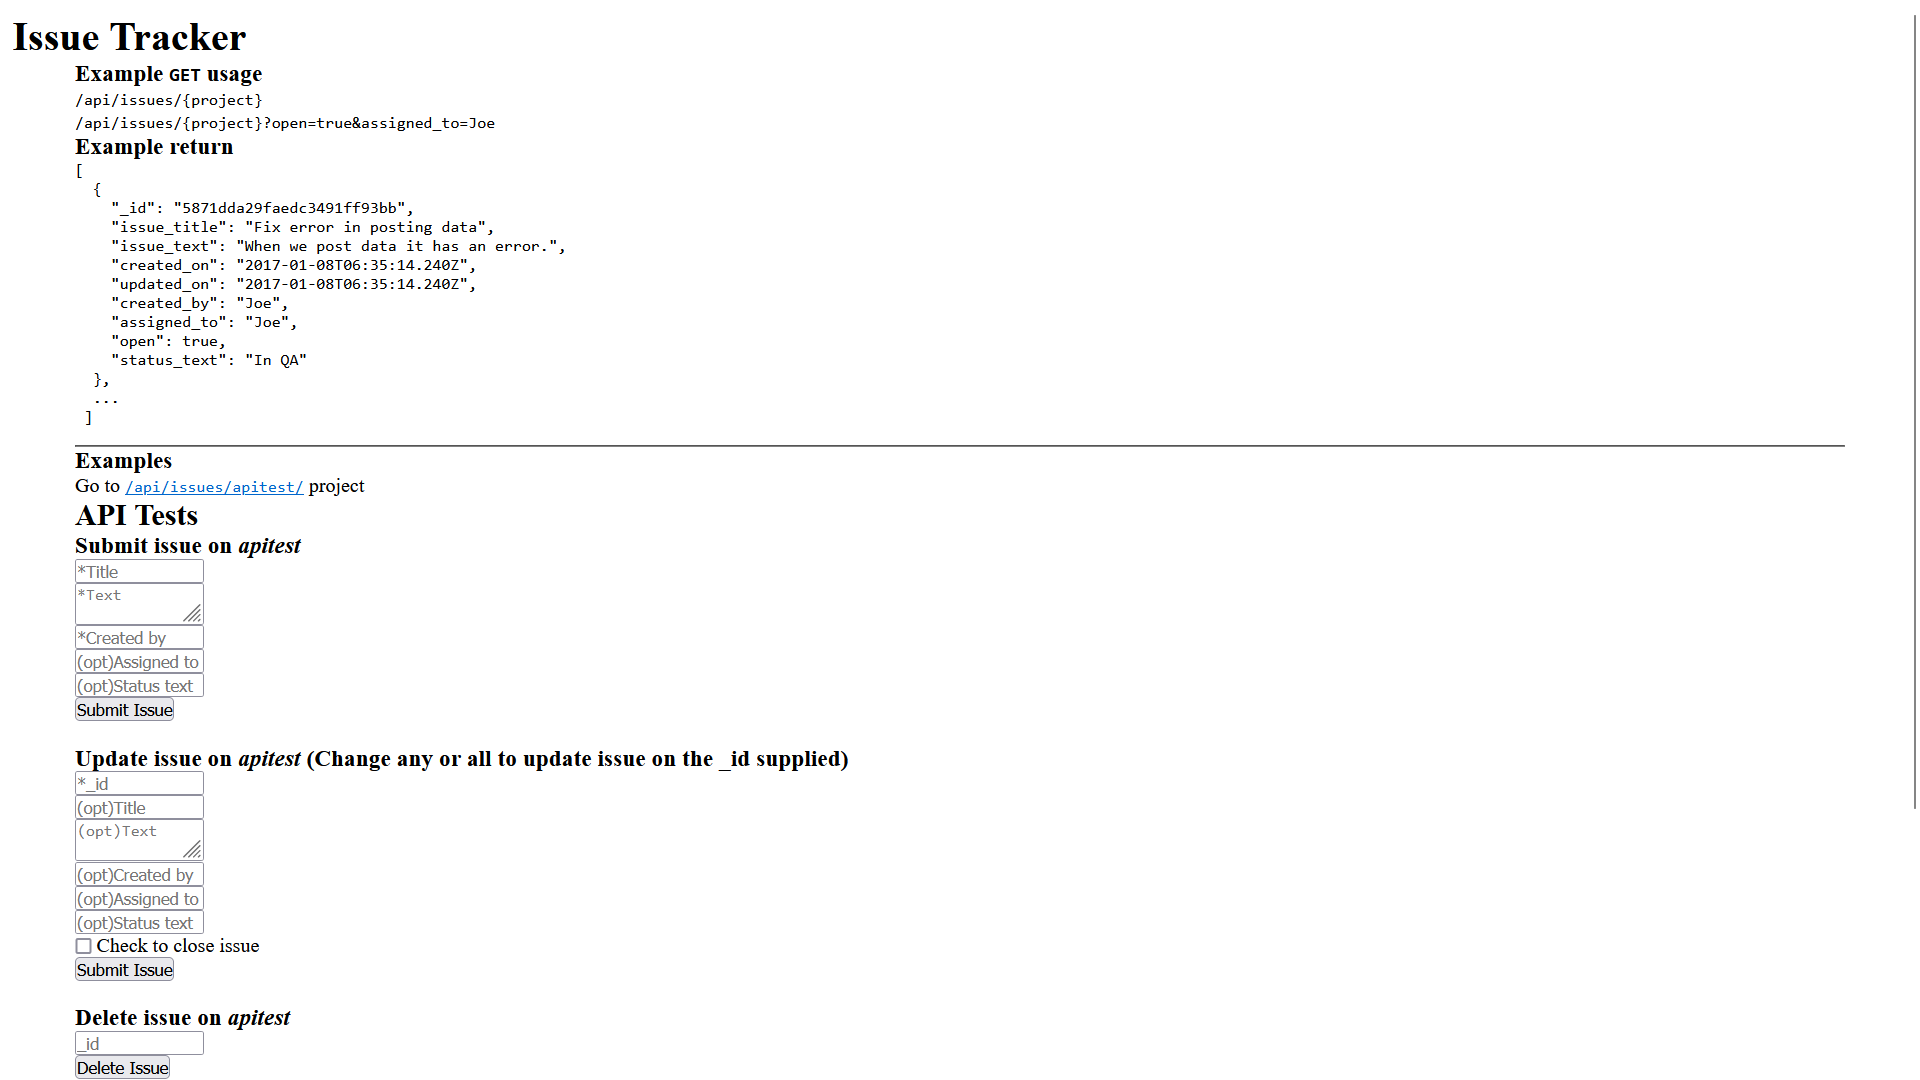 Issue Tracker
Example GET usage
/api/issues/{project}
/api/issues/{project}?open=true&assigned_to=Joe
Example return
[
  {
    "_id": "5871dda29faedc3491ff93bb",
    "issue_title": "Fix error in posting data",
    "issue_text": "When we post data it has an error.",
    "created_on": "2017-01-08T06:35:14.240Z",
    "updated_on": "2017-01-08T06:35:14.240Z",
    "created_by": "Joe",
    "assigned_to": "Joe",
    "open": true,
    "status_text": "In QA"
  },
  ...
 ]
Examples
Go to /api/issues/apitest/ project
API Tests
Submit issue on apitest
*Title
*Text
*Created by
(opt)Assigned to
(opt)Status text
Submit Issue
Update issue on apitest (Change any or all to update issue on the _id supplied)
*_id
(opt)Title
(opt)Text
(opt)Created by
(opt)Assigned to
(opt)Status text
Check to close issue
Submit Issue
Delete issue on apitest
_id
Delete Issue